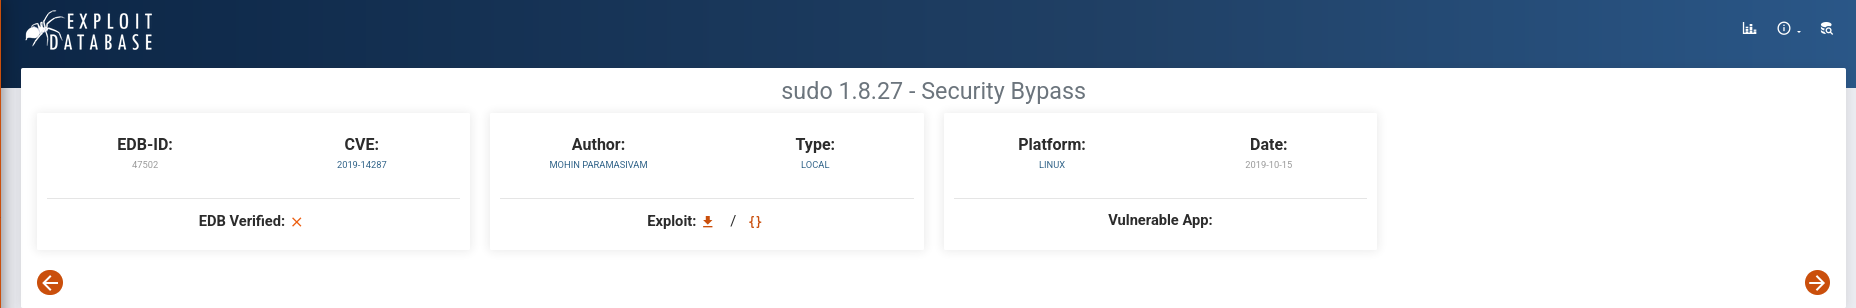 EXPLOIT
DATABASE
sudo 1.8.27 - Security Bypass
EDB-ID:
47502
CVE:
2019-14287
EDB Verified:
Author:
MOHIN PARAMASIVAM
Type:
LOCAL
Exploit: / {}
Platform:
LINUX
Date:
2019-10-15
Vulnerable App: